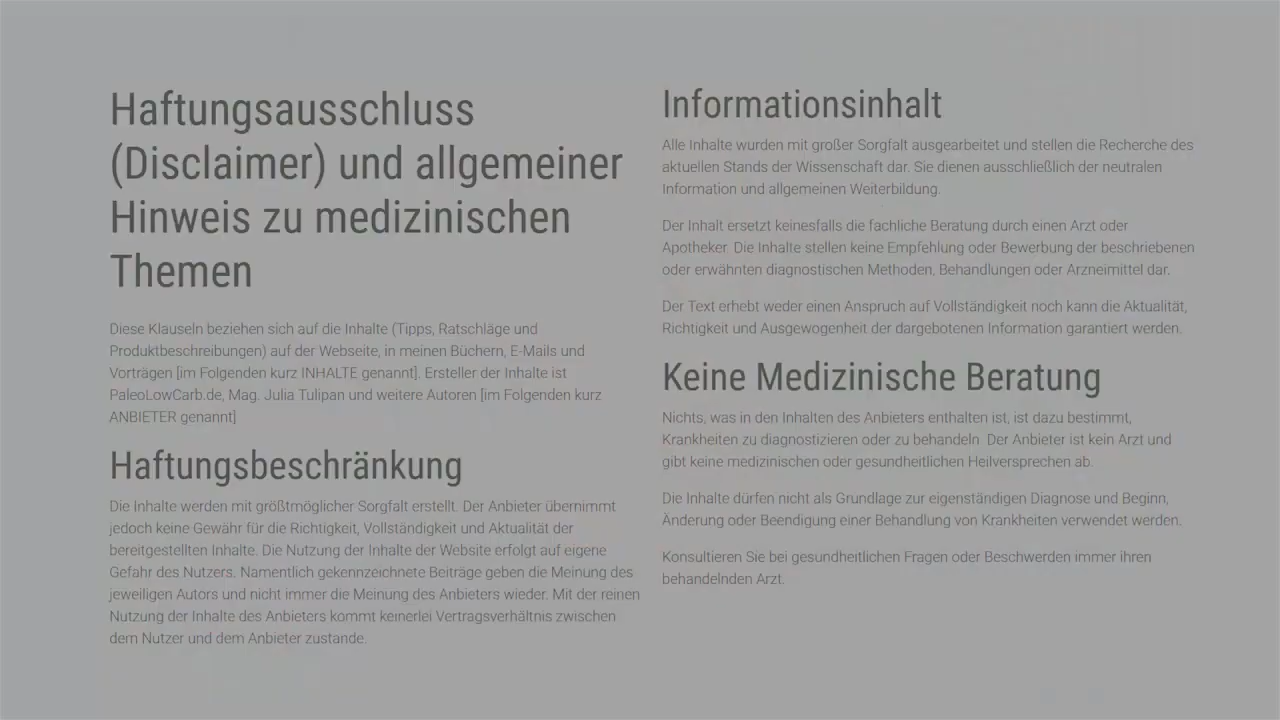 Haftungsausschluss
(Disclaimer) und allgemeiner
Hinweis zu medizinischen
Themen
Diese Klauseln beziehen sich auf die Inhalte (Tipps, Ratschläge und
Produktbeschreibungen) auf der Webseite, in meinen Büchern, E-Mails und
Vorträgen [im Folgenden kurz INHALTE genannt]. Ersteller der Inhalte ist
PaleoLowCarb.de, Mag. Julia Tulipan und weitere Autoren [im Folgenden kurz
ANBIETER genannt]
Haftungsbeschränkung
Die Inhalte werden mit größtmöglicher Sorgfalt erstellt. Der Anbieter übernimmt
jedoch keine Gewähr für die Richtigkeit, Vollständigkeit und Aktualität der
bereitgestellten Inhalte. Die Nutzung der Inhalte der Website erfolgt auf eigene
Gefahr des Nutzers. Namentlich gekennzeichnete Beiträge geben die Meinung des
jeweiligen Autors und nicht immer die Meinung des Anbieters wieder. Mit der reinen
Nutzung der Inhalte des Anbieters kommt keinerlei Vertragsverhältnis zwischen
dem Nutzer und dem Anbieter zustande.
Informationsinhalt
Alle Inhalte wurden mit großer Sorgfalt ausgearbeitet und stellen die Recherche des
aktuellen Stands der Wissenschaft dar. Sie dienen ausschließlich der neutralen
Information und allgemeinen Weiterbildung.
Der Inhalt ersetzt keinesfalls die fachliche Beratung durch einen Arzt oder
Apotheker. Die Inhalte stellen keine Empfehlung oder Bewerbung der beschriebenen
oder erwähnten diagnostischen Methoden, Behandlungen oder Arzneimittel dar.
Der Text erhebt weder einen Anspruch auf Vollständigkeit noch kann die Aktualität,
Richtigkeit und Ausgewogenheit der dargebotenen Information garantiert werden.
Keine Medizinische Beratung
Nichts, was in den Inhalten des Anbieters enthalten ist, ist dazu bestimmt,
Krankheiten zu diagnostizieren oder zu behandeln. Der Anbieter ist kein Arzt und
gibt keine medizinischen oder gesundheitlichen Heilversprechen ab.
Die Inhalte dürfen nicht als Grundlage zur eigenständigen Diagnose und Beginn,
Änderung oder Beendigung einer Behandlung von Krankheiten verwendet werden.
Konsultieren Sie bei gesundheitlichen Fragen oder Beschwerden immer ihren
behandelnden Arzt.